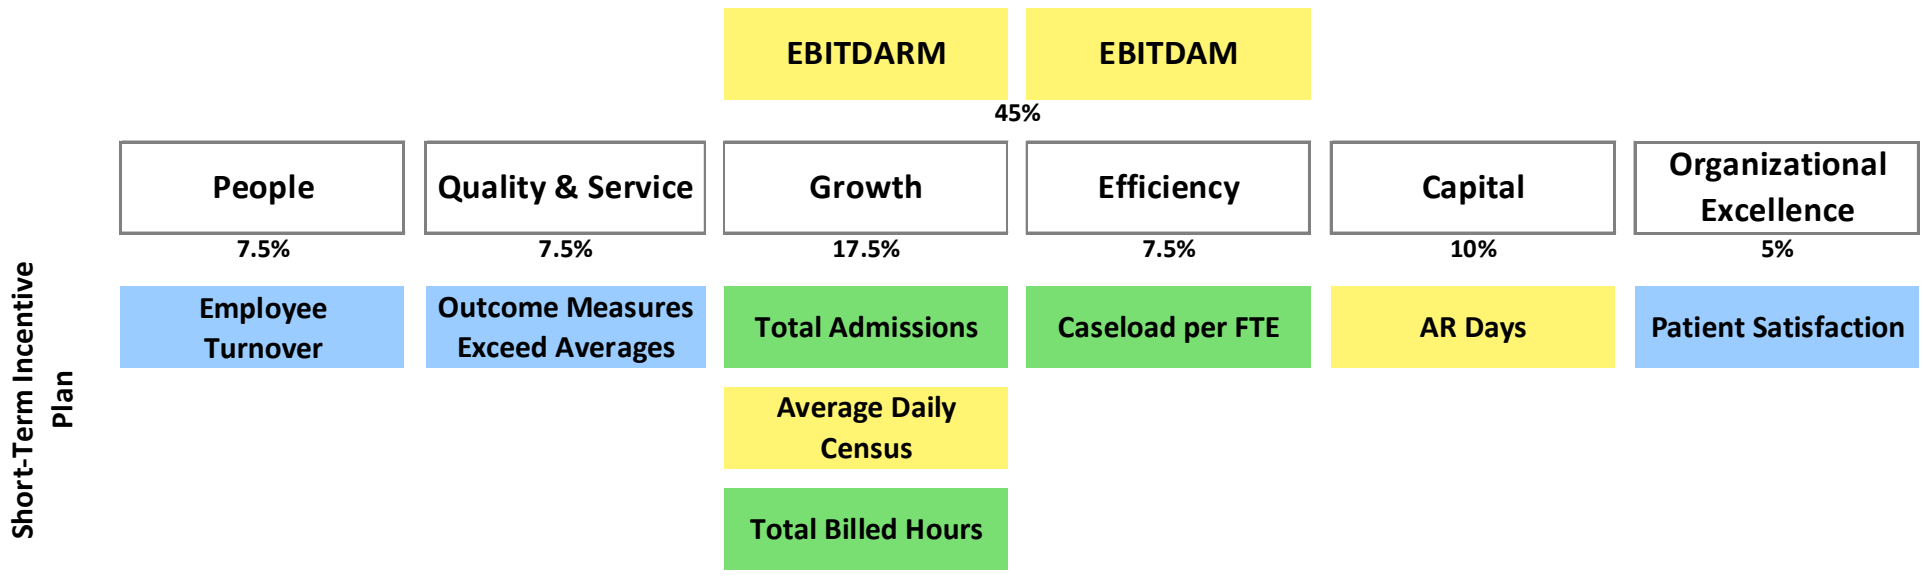 EBITDARM
EBITDAM
45%
People
Quality & Service
Growth
Efficiency
Capital
Organizational
Excellence
7.5%
7.5%
17.5%
7.5%
10%
5%
Short-Term Incentive
Plan
Employee
Turnover
Outcome Measures
Exceed Averages
Total Admissions
Caseload per FTE
AR Days
Patient Satisfaction
Average Daily
Census
Total Billed Hours